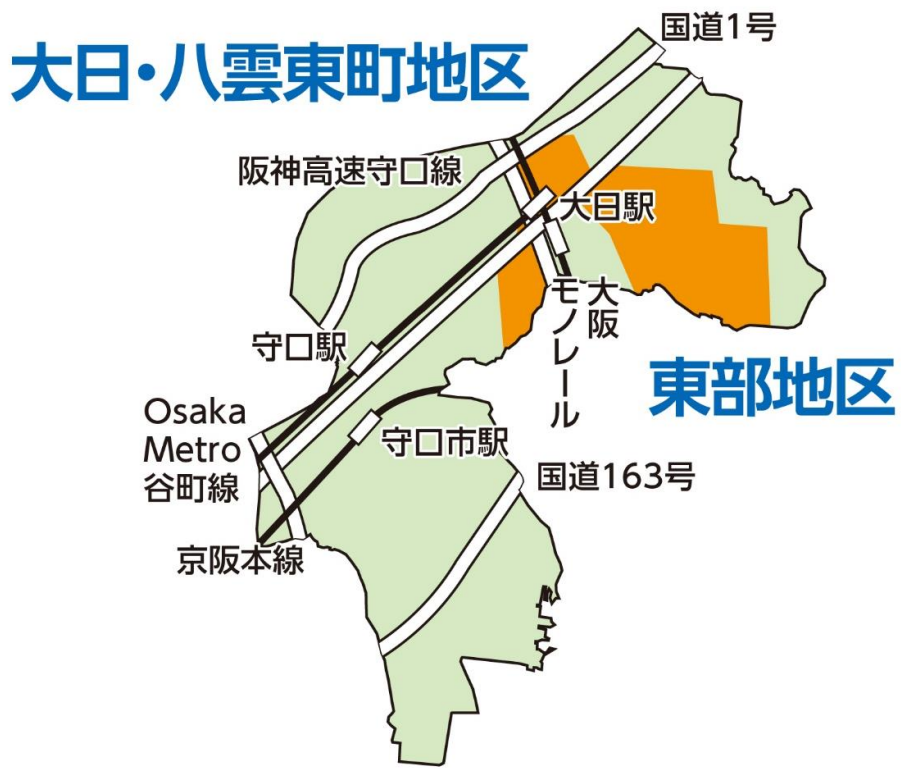 国道1号
大日・八雲東町地区
阪神高速守口線
大日駅
大阪
モノレール
守口駅
東部地区
Osaka
Metro
谷町線
守口市駅
国道163号
京阪本線